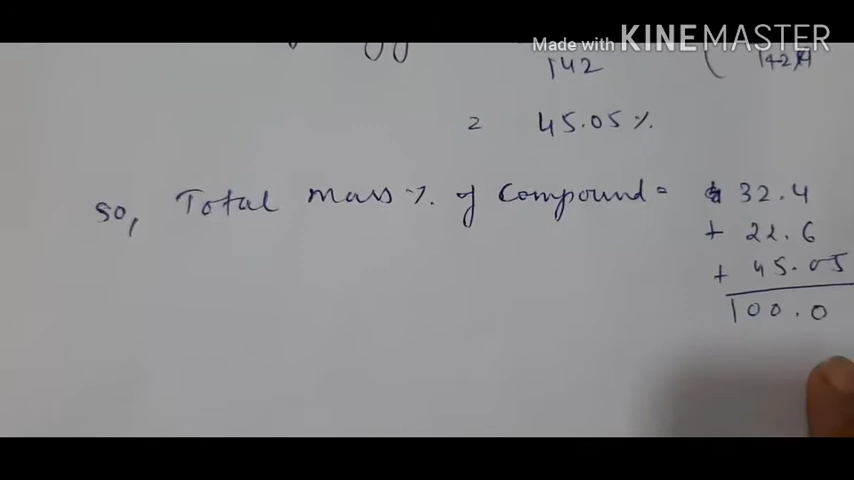 Made with KINEMASTER
142
= 45.05%
So, Total mass %. of Compound = 32.4
+ 22.6
+ 45.05
100.0